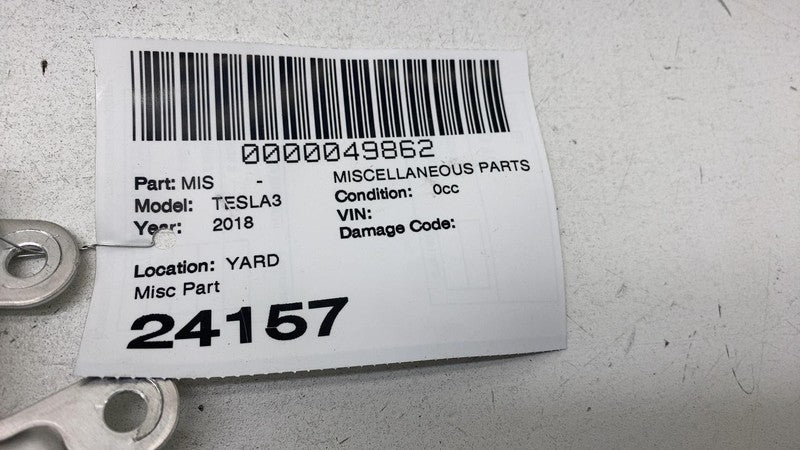 0000049862
Part: MIS - MISCELLANEOUS PARTS
Model: TESLA3 Condition: 0cc
Year: 2018 VIN:
Damage Code:
Location: YARD
Misc Part
24157